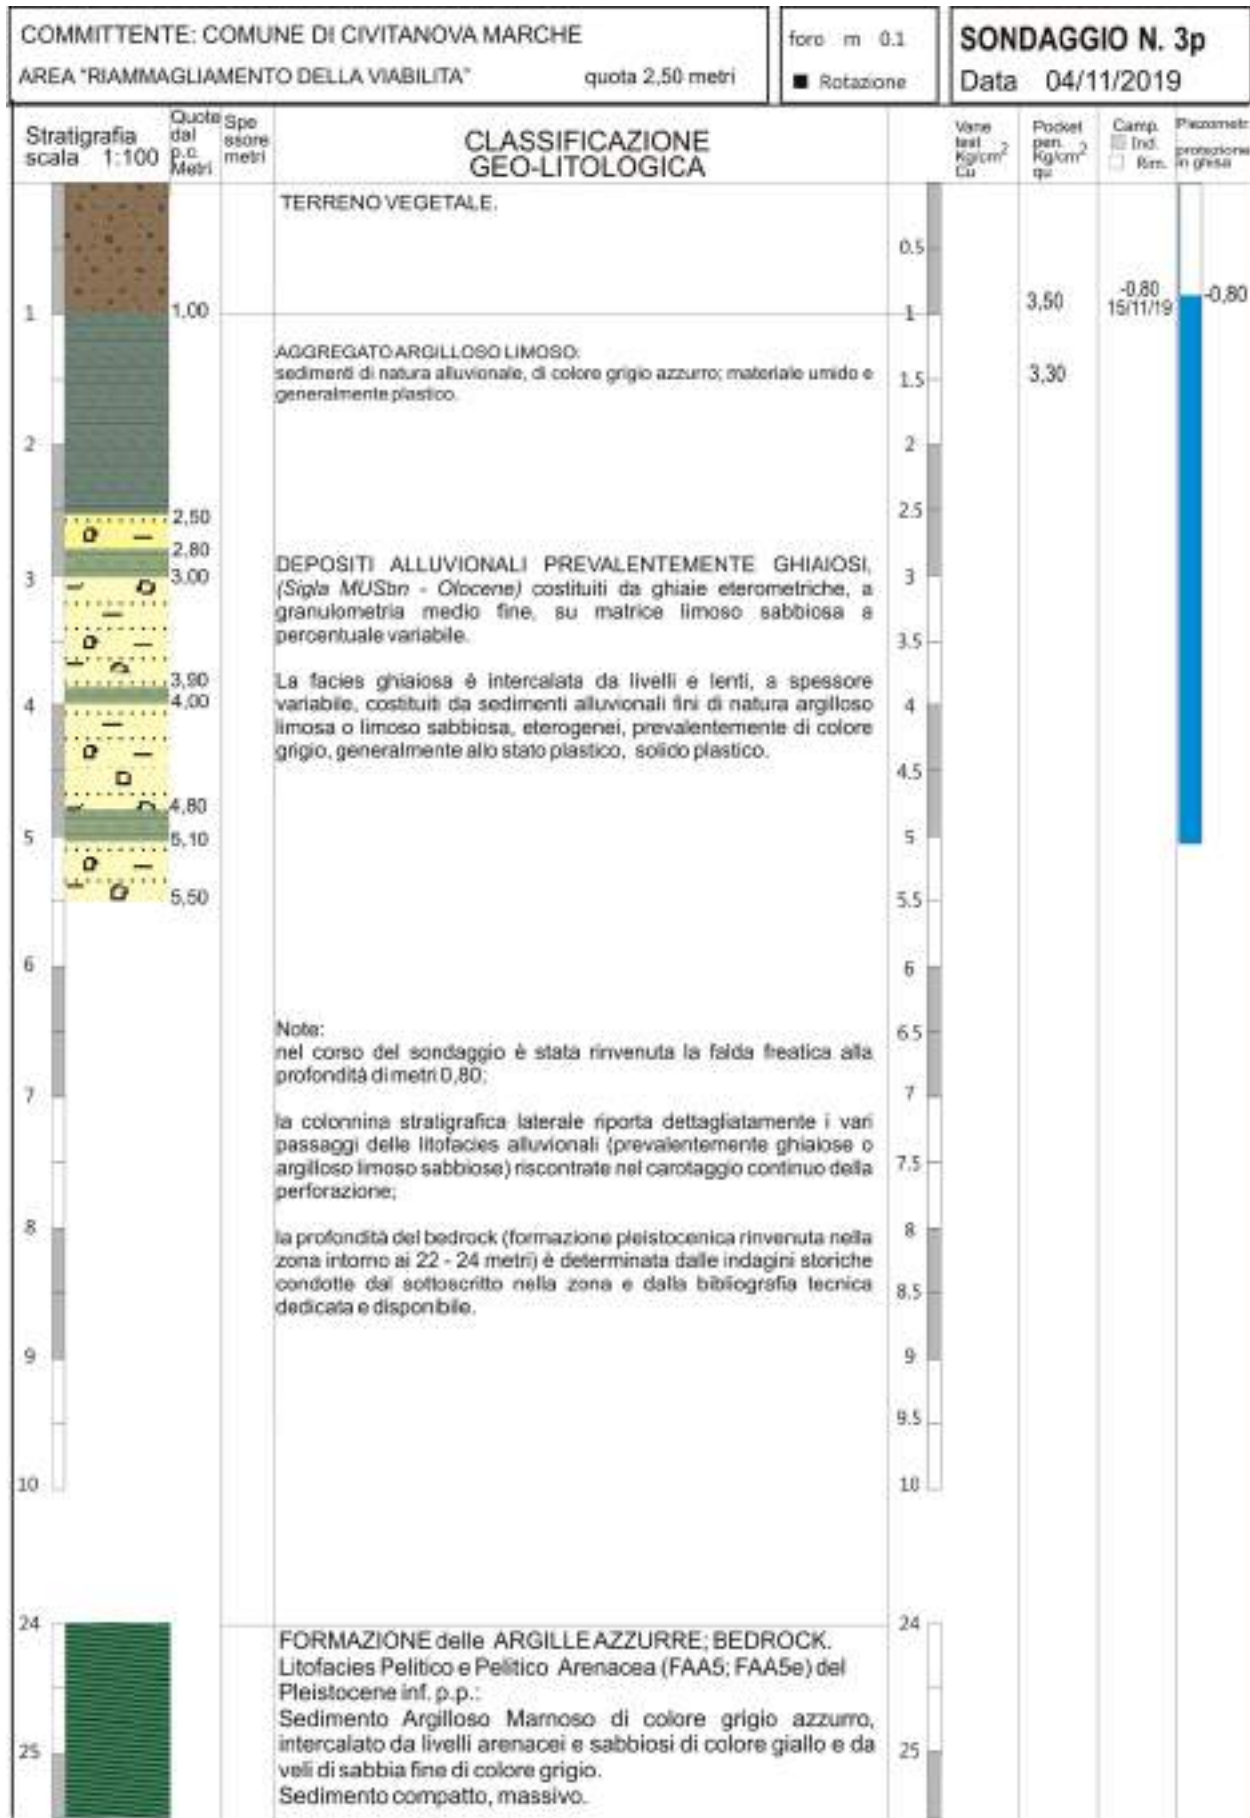 COMMITTENTE: COMUNE DI CIVITANOVA MARCHE
AREA "RIAMMAGLIAMENTO DELLA VIABILITA"
quota 2,50 metri
foro m 0.1
Rotazione
SONDAGGIO N. 3p
Data 04/11/2019
Stratigrafia
scala 1:100
Quote
dal
p.c.
Metri
Spe
ssore
metri
CLASSIFICAZIONE
GEO-LITOLOGICA
Vane
test
Kg/cm2
Cu
Pocket
pen.
Kg/cm2
qu
Camp.
Ind.
Rim.
Piezometr.
protezione
in ghisa
TERRENO VEGETALE.
0.5
1
1,00
1
3,50
-0,80
15/11/19
-0,80
AGGREGATO ARGILLOSO LIMOSO:
sedimenti di natura alluvionale, di colore grigio azzurro; materiale umido e
generalmente plastico.
1.5
3,30
2
2
2,50
2.5
2,80
3
3,00
3
DEPOSITI ALLUVIONALI PREVALENTEMENTE GHIAIOSI,
(Sigla MUSbn - Olocene) costituiti da ghiaie eterometriche, a
granulometria medio fine, su matrice limoso sabbiosa a
percentuale variabile.
3.5
3,90
4
4,00
4
La facies ghiaiosa è intercalata da livelli e lenti, a spessore
variabile, costituiti da sedimenti alluvionali fini di natura argilloso
limosa o limoso sabbiosa, eterogenei, prevalentemente di colore
grigio, generalmente allo stato plastico, solido plastico.
4.5
4,80
5
5,10
5
5,50
5.5
6
6
Note:
nel corso del sondaggio è stata rinvenuta la falda freatica alla
profondità di metri 0,80;
6.5
7
7
la colonnina stratigrafica laterale riporta dettagliatamente i vari
passaggi delle litofacies alluvionali (prevalentemente ghiaiose o
argilloso limoso sabbiose) riscontrate nel carotaggio continuo della
perforazione;
7.5
8
8
la profondità del bedrock (formazione pleistocenica rinvenuta nella
zona intorno ai 22 - 24 metri) è determinata dalle indagini storiche
condotte dal sottoscritto nella zona e dalla bibliografia tecnica
dedicata e disponibile.
8.5
9
9
9.5
10
10
24
24
FORMAZIONE delle ARGILLE AZZURRE; BEDROCK.
Litofacies Pelitico e Pelitico Arenacea (FAA5; FAA5e) del
Pleistocene inf. p.p.:
Sedimento Argilloso Marnoso di colore grigio azzurro,
intercalato da livelli arenacei e sabbiosi di colore giallo e da
veli di sabbia fine di colore grigio.
Sedimento compatto, massivo.
25
25